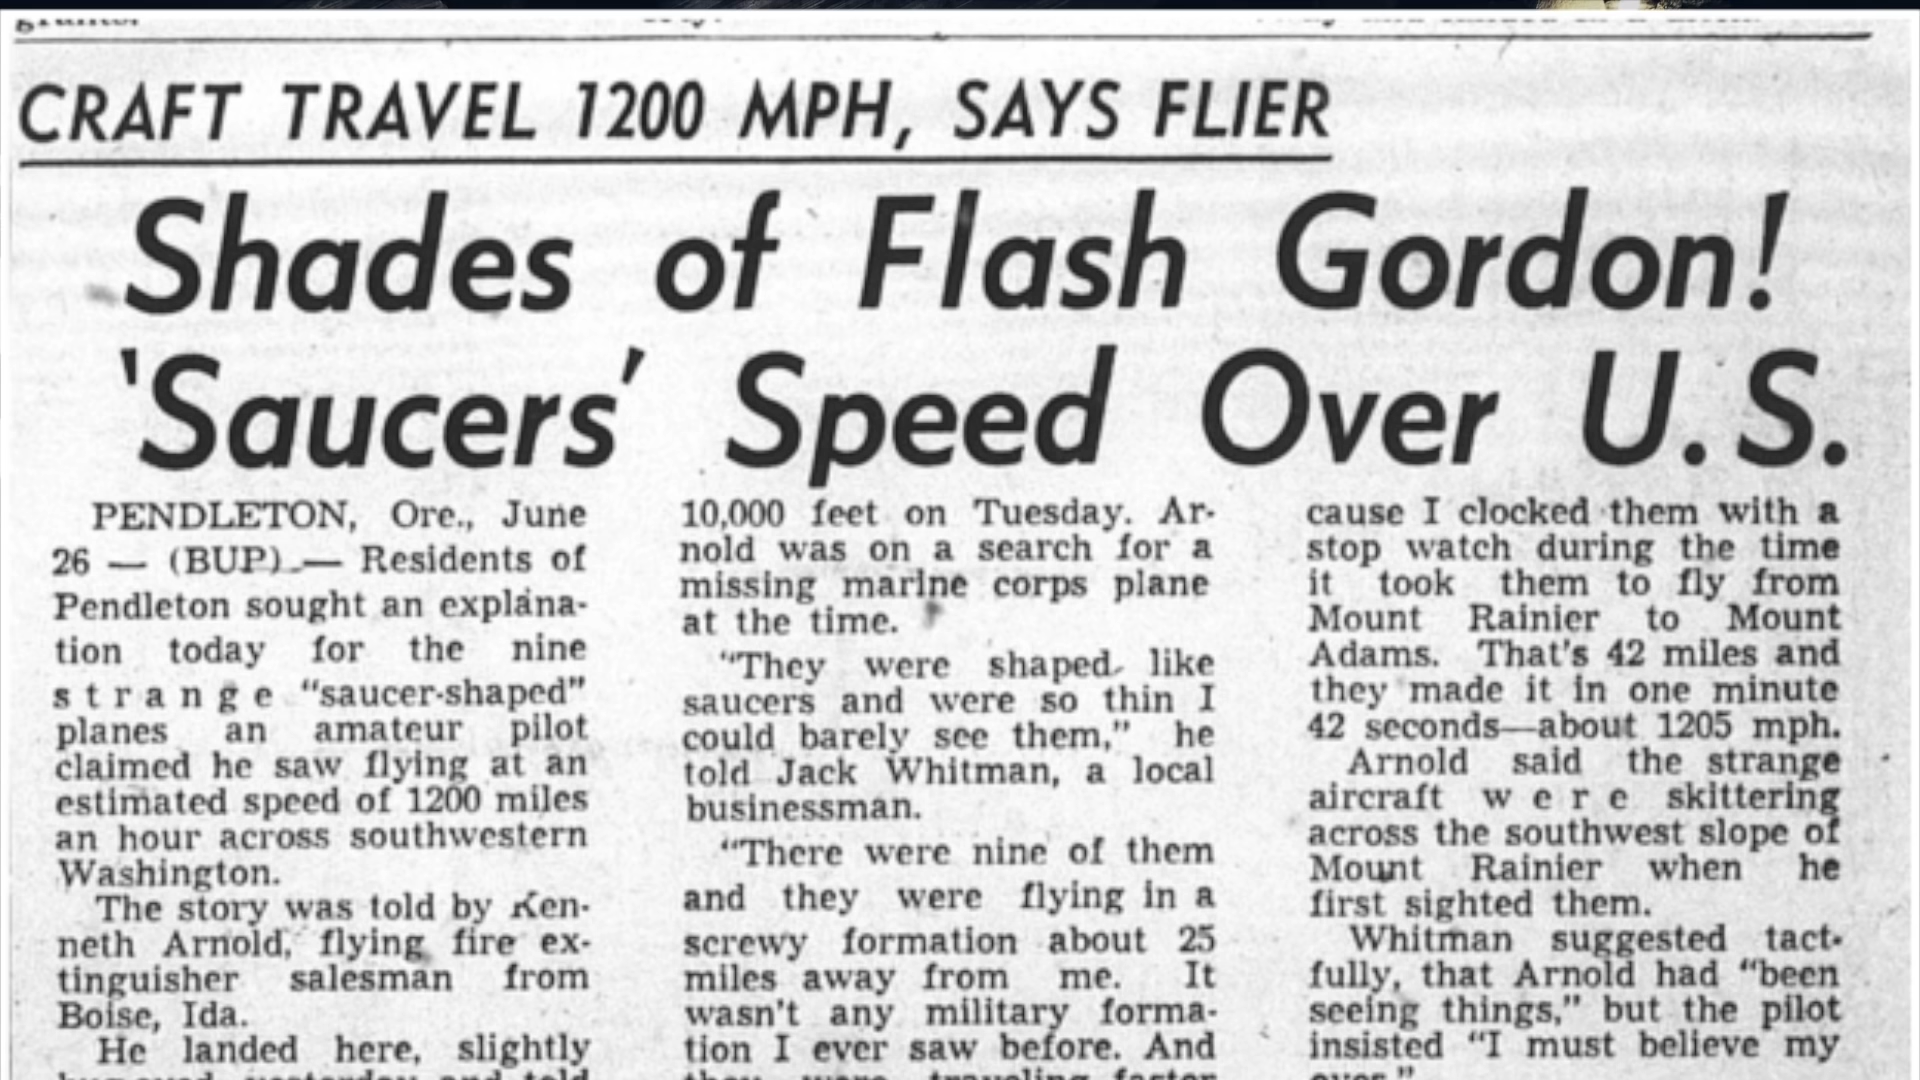 CRAFT TRAVEL 1200 MPH, SAYS FLIER
Shades of Flash Gordon!
'Saucers' Speed Over U.S.
PENDLETON, Ore., June
26 — (BUP) — Residents of
Pendleton sought an explana-
tion today for the nine
strange "saucer-shaped"
planes an amateur pilot
claimed he saw flying at an
estimated speed of 1200 miles
an hour across southwestern
Washington.
The story was told by Ken-
neth Arnold, flying fire ex-
tinguisher salesman from
Boise, Ida.
He landed here, slightly
10,000 feet on Tuesday. Ar-
nold was on a search for a
missing marine corps plane
at the time.
"They were shaped like
saucers and were so thin I
could barely see them," he
told Jack Whitman, a local
businessman.
"There were nine of them
and they were flying in a
screwy formation about 25
miles away from me. It
wasn't any military forma-
tion I ever saw before. And
they were traveling faster
cause I clocked them with a
stop watch during the time
it took them to fly from
Mount Rainier to Mount
Adams. That's 42 miles and
they made it in one minute
42 seconds—about 1205 mph.
Arnold said the strange
aircraft were skittering
across the southwest slope of
Mount Rainier when he
first sighted them.
Whitman suggested tact-
fully, that Arnold had "been
seeing things," but the pilot
insisted "I must believe my
eyes."